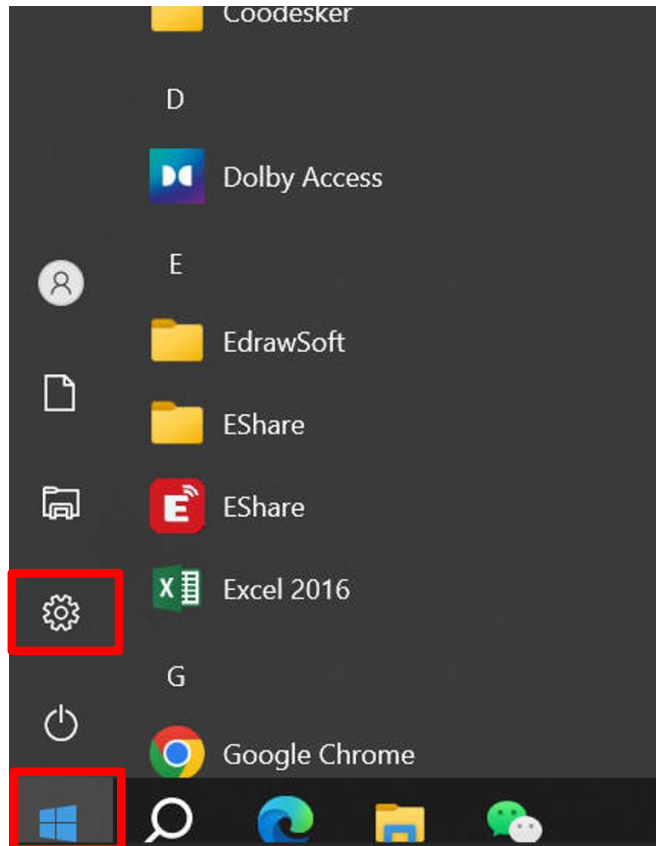 Coodesker
D
Dolby Access
E
EdrawSoft
EShare
EShare
Excel 2016
G
Google Chrome